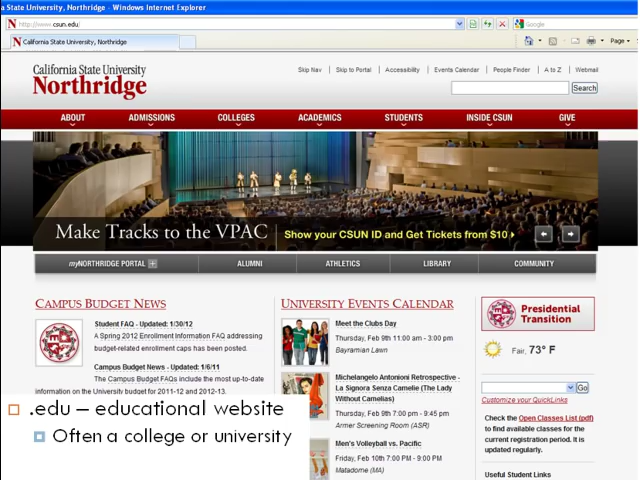 a State University, Northridge - Windows Internet Explorer
http://www.csun.edu/
Google
California State University, Northridge
Page
California State University
Northridge
Skip Nav | Skip to Portal | Accessibility | Events Calendar | People Finder | A to Z | Webmail
Search
ABOUT ADMISSIONS COLLEGES ACADEMICS STUDENTS INSIDE CSUN GIVE
Make Tracks to the VPAC | Show your CSUN ID and Get Tickets from $10
myNORTHRIDGE PORTAL ALUMNI ATHLETICS LIBRARY COMMUNITY
CAMPUS BUDGET NEWS
Student FAQ - Updated: 1/30/12
A Spring 2012 Enrollment Information FAQ addressing
budget-related enrollment caps has been posted.
Campus Budget News - Updated: 1/6/11
The Campus Budget FAQs include the most up-to-date
information on the University budget for 2011-12 and 2012-13.
UNIVERSITY EVENTS CALENDAR
Meet the Clubs Day
Thursday, Feb 09th 11:00 am - 3:00 pm
Bayramian Lawn
Michelangelo Antonioni Retrospective -
La Signora Senza Camelie (The Lady
Without Camelias)
Thursday, Feb 09th 7:00 pm - 9:45 pm
Armer Screening Room (ASR)
Men's Volleyball vs. Pacific
Friday, Feb 10th 7:00 PM - 9:00 PM
Matadome (MA)
Presidential
Transition
Fair, 73° F
Go
Customize your QuickLinks
Check the Open Classes List (pdf)
to find available classes for the
current registration period. It is
updated regularly.
Useful Student Links
.edu – educational website
Often a college or university